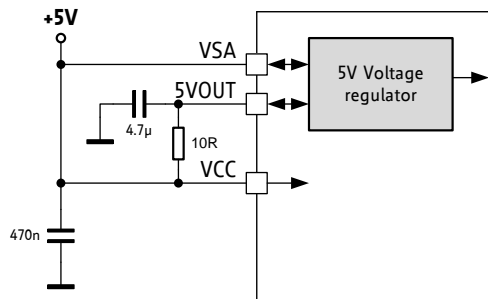 +5V
VSA
5VOUT
5V Voltage
regulator
4.7µ
10R
VCC
470n